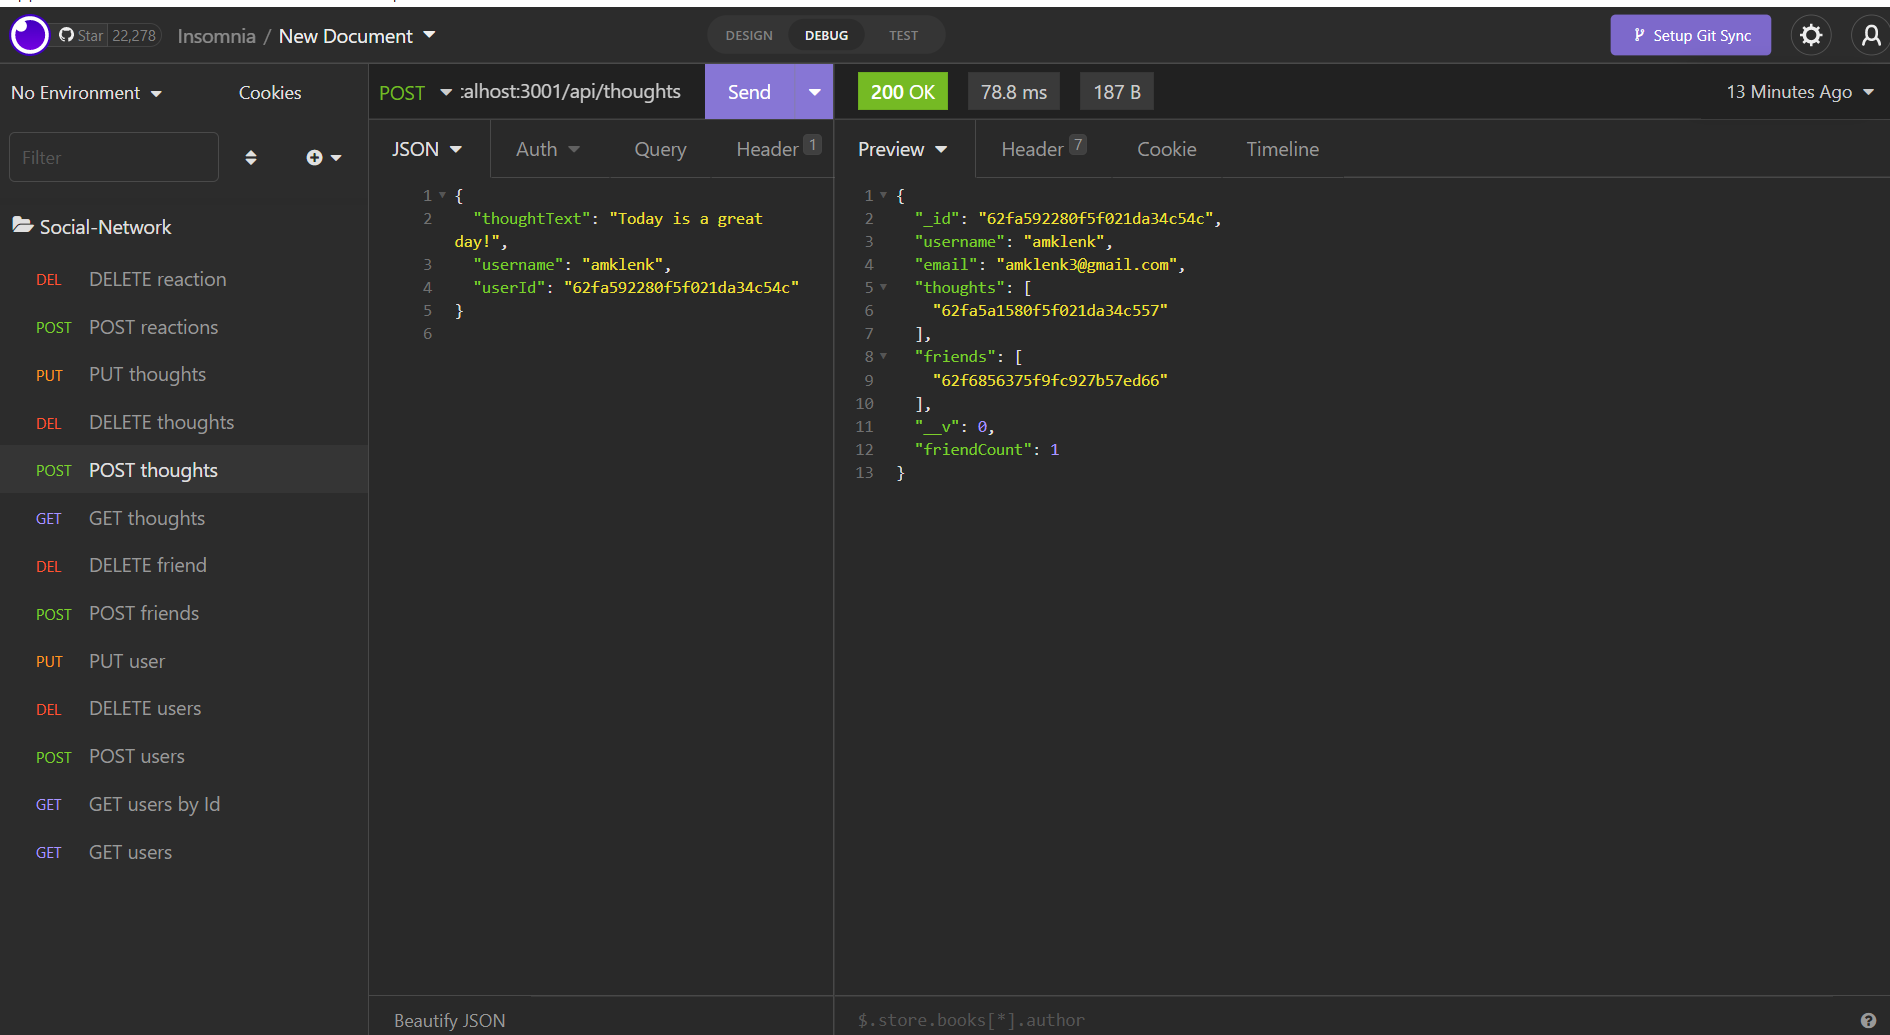 Star 22,278 Insomnia / New Document DESIGN DEBUG TEST Setup Git Sync
No Environment Cookies
Filter
Social-Network
DEL DELETE reaction
POST POST reactions
PUT PUT thoughts
DEL DELETE thoughts
POST POST thoughts
GET GET thoughts
DEL DELETE friend
POST POST friends
PUT PUT user
DEL DELETE users
POST POST users
GET GET users by Id
GET GET users
POST :alhost:3001/api/thoughts Send
JSON Auth Query Header 1
1 {
2 "thoughtText": "Today is a great
day!",
3 "username": "amklenk",
4 "userId": "62fa592280f5f021da34c54c"
5 }
6
Beautify JSON
200 OK 78.8 ms 187 B 13 Minutes Ago
Preview Header 7 Cookie Timeline
1 {
2 "_id": "62fa592280f5f021da34c54c",
3 "username": "amklenk",
4 "email": "amklenk3@gmail.com",
5 "thoughts": [
6 "62fa5a1580f5f021da34c557"
7 ],
8 "friends": [
9 "62f6856375f9fc927b57ed66"
10 ],
11 "__v": 0,
12 "friendCount": 1
13 }
$.store.books[*].author